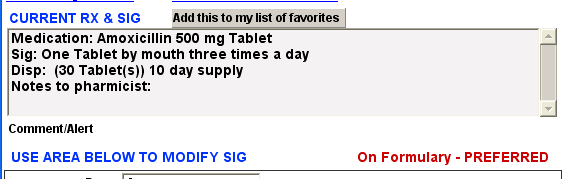 CURRENT RX & SIG Add this to my list of favorites
Medication: Amoxicillin 500 mg Tablet
Sig: One Tablet by mouth three times a day
Disp: (30 Tablet(s)) 10 day supply
Notes to pharmicist:
Comment/Alert
USE AREA BELOW TO MODIFY SIG On Formulary - PREFERRED